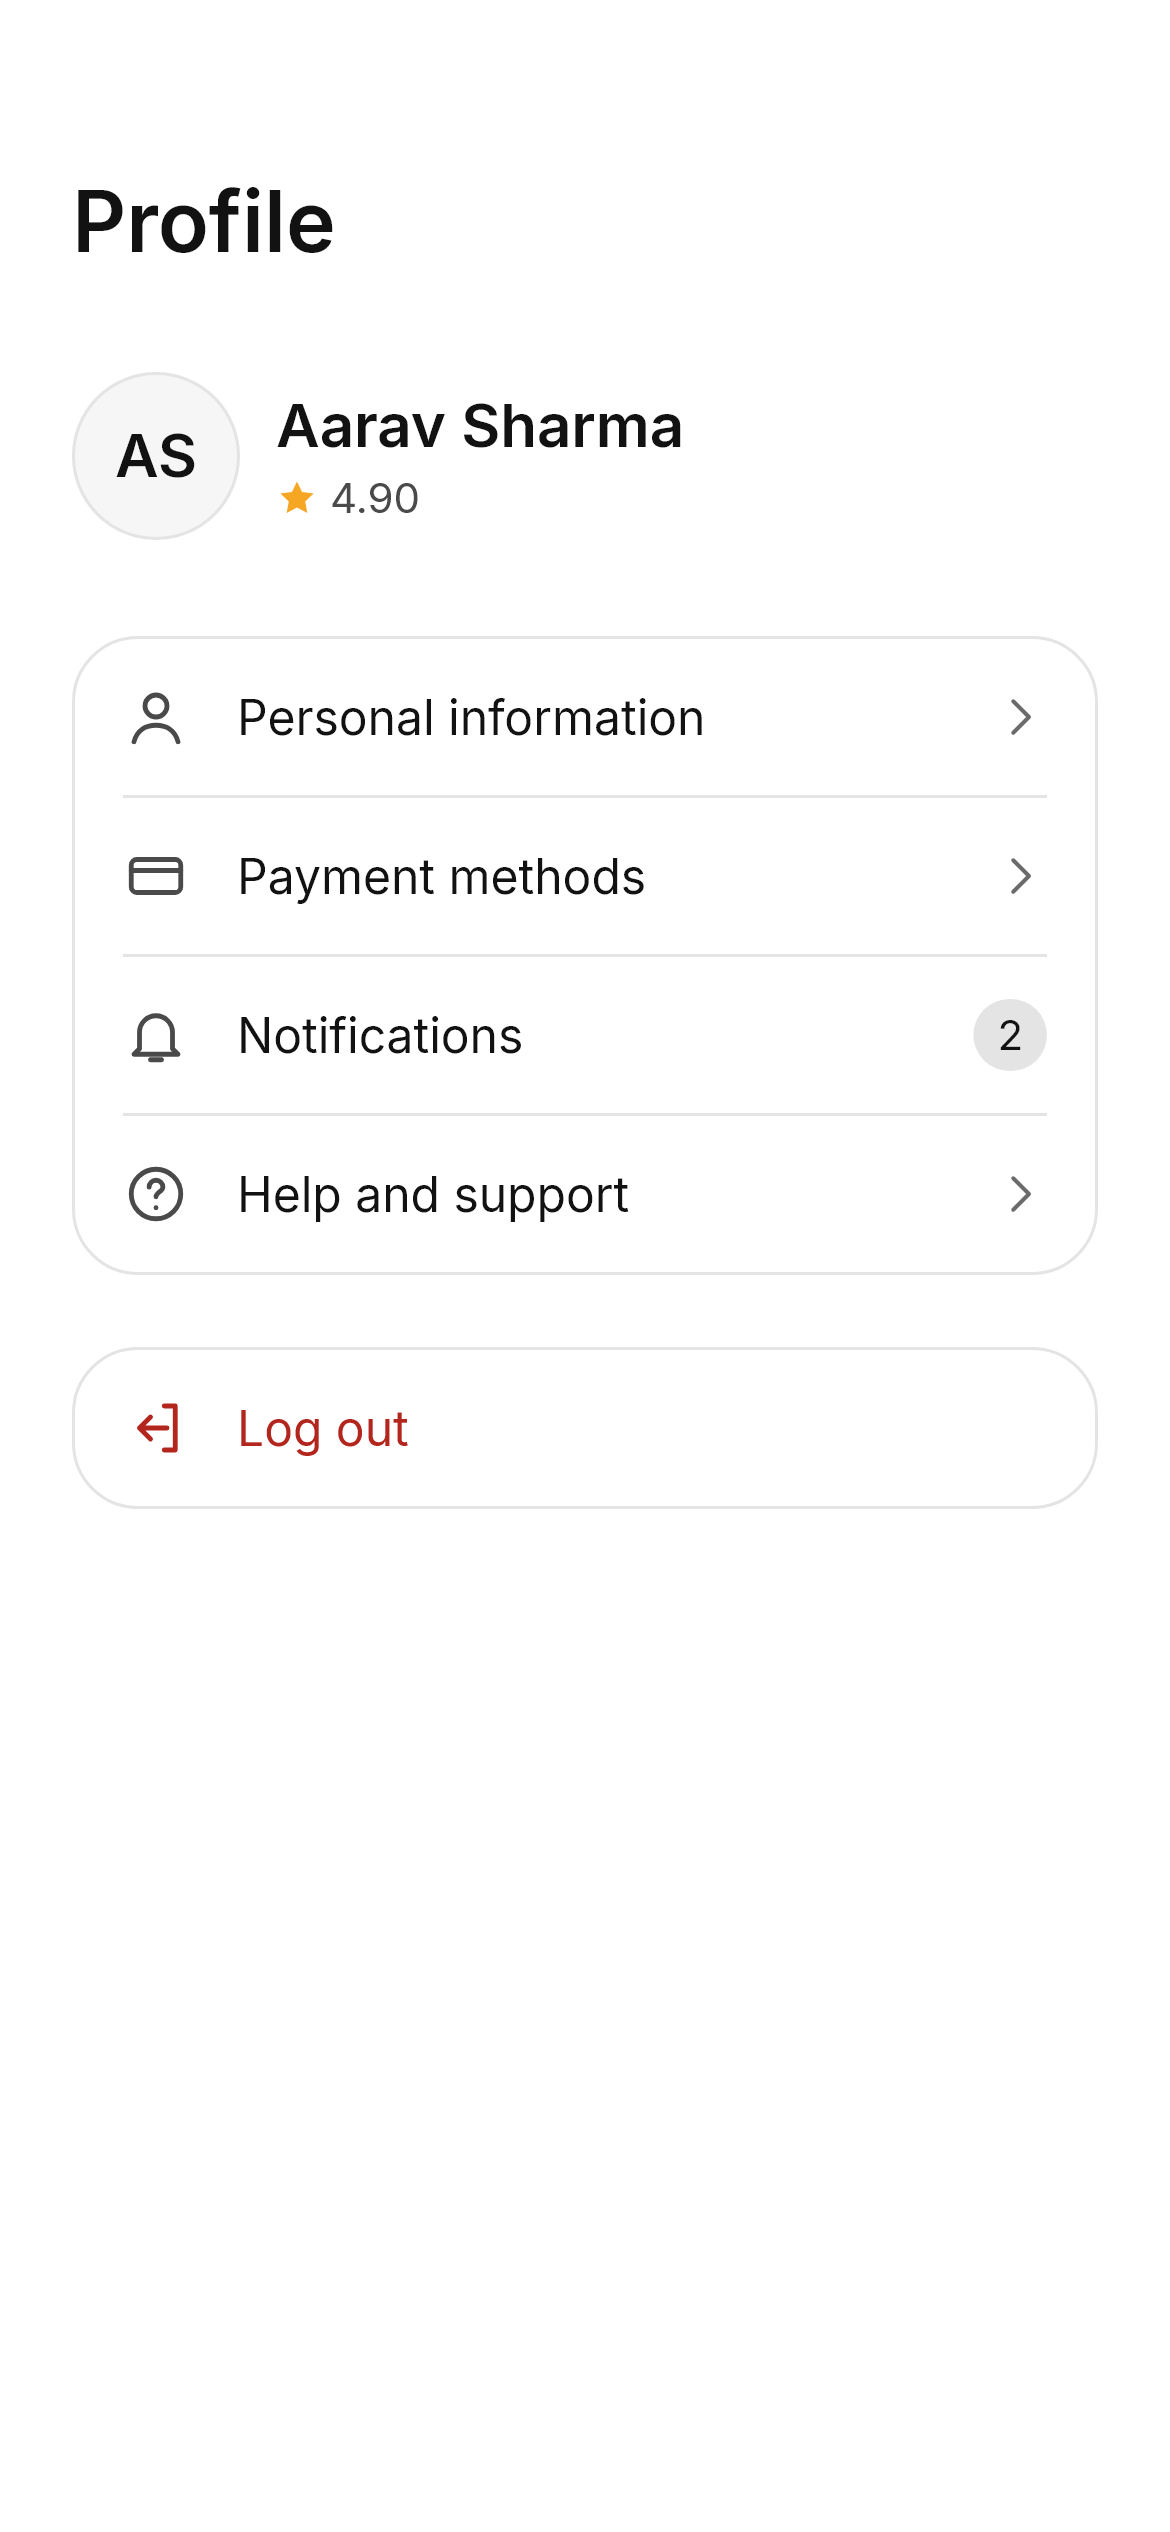 Profile
AS
Aarav Sharma
4.90
Personal information
Payment methods
Notifications
2
Help and support
Log out